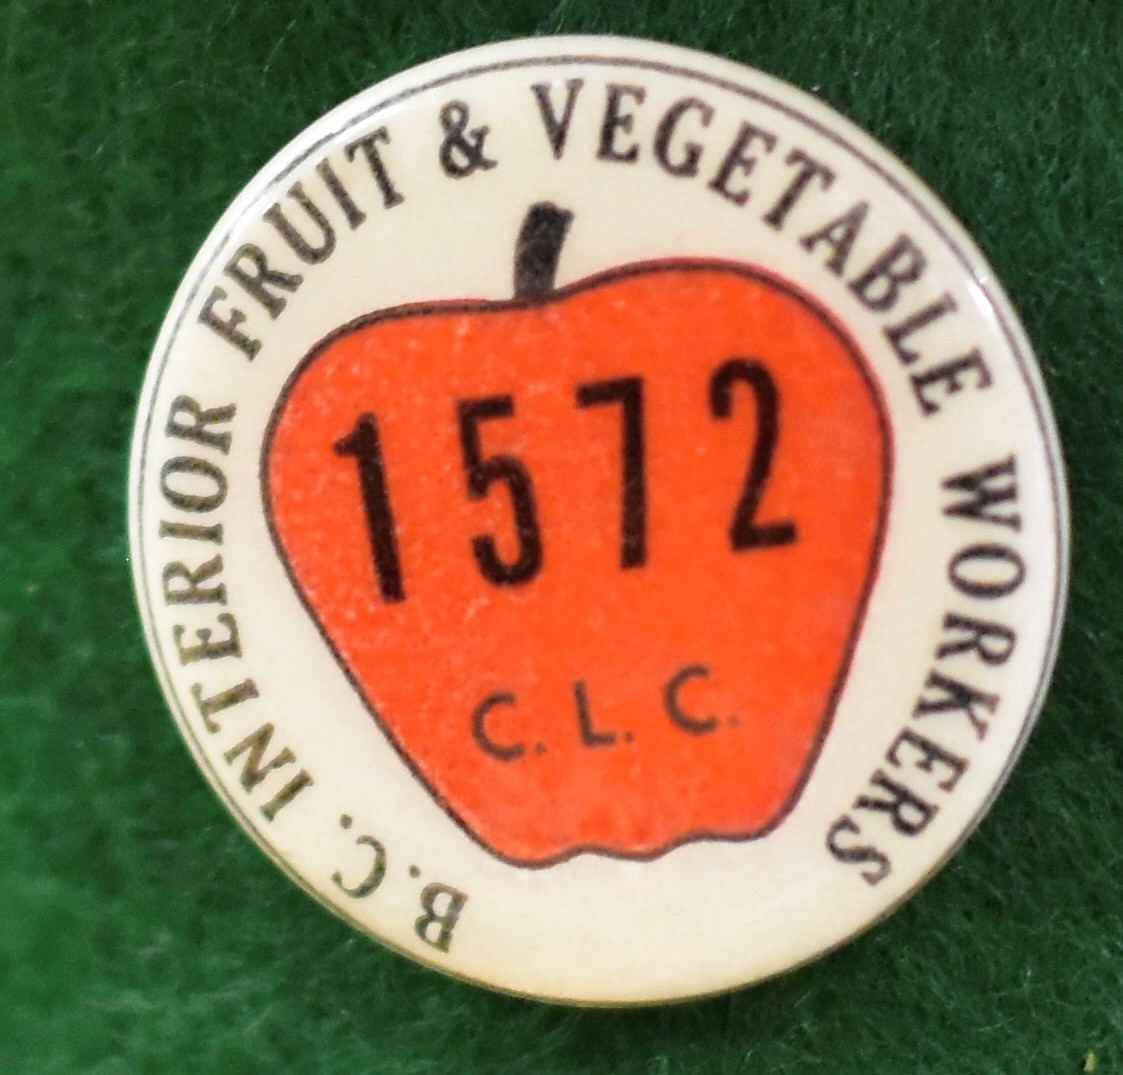 B.C. INTERIOR FRUIT & VEGETABLE WORKERS
1572
C. L. C.